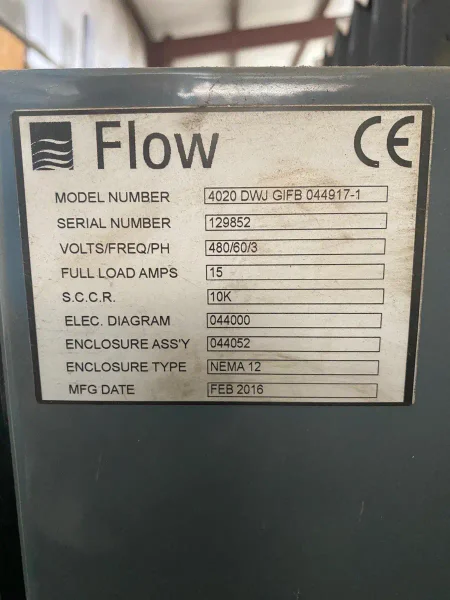 Flow CE
MODEL NUMBER 4020 DWJ GIFB 044917-1
SERIAL NUMBER 129852
VOLTS/FREQ/PH 480/60/3
FULL LOAD AMPS 15
S.C.C.R. 10K
ELEC. DIAGRAM 044000
ENCLOSURE ASS'Y 044052
ENCLOSURE TYPE NEMA 12
MFG DATE FEB 2016